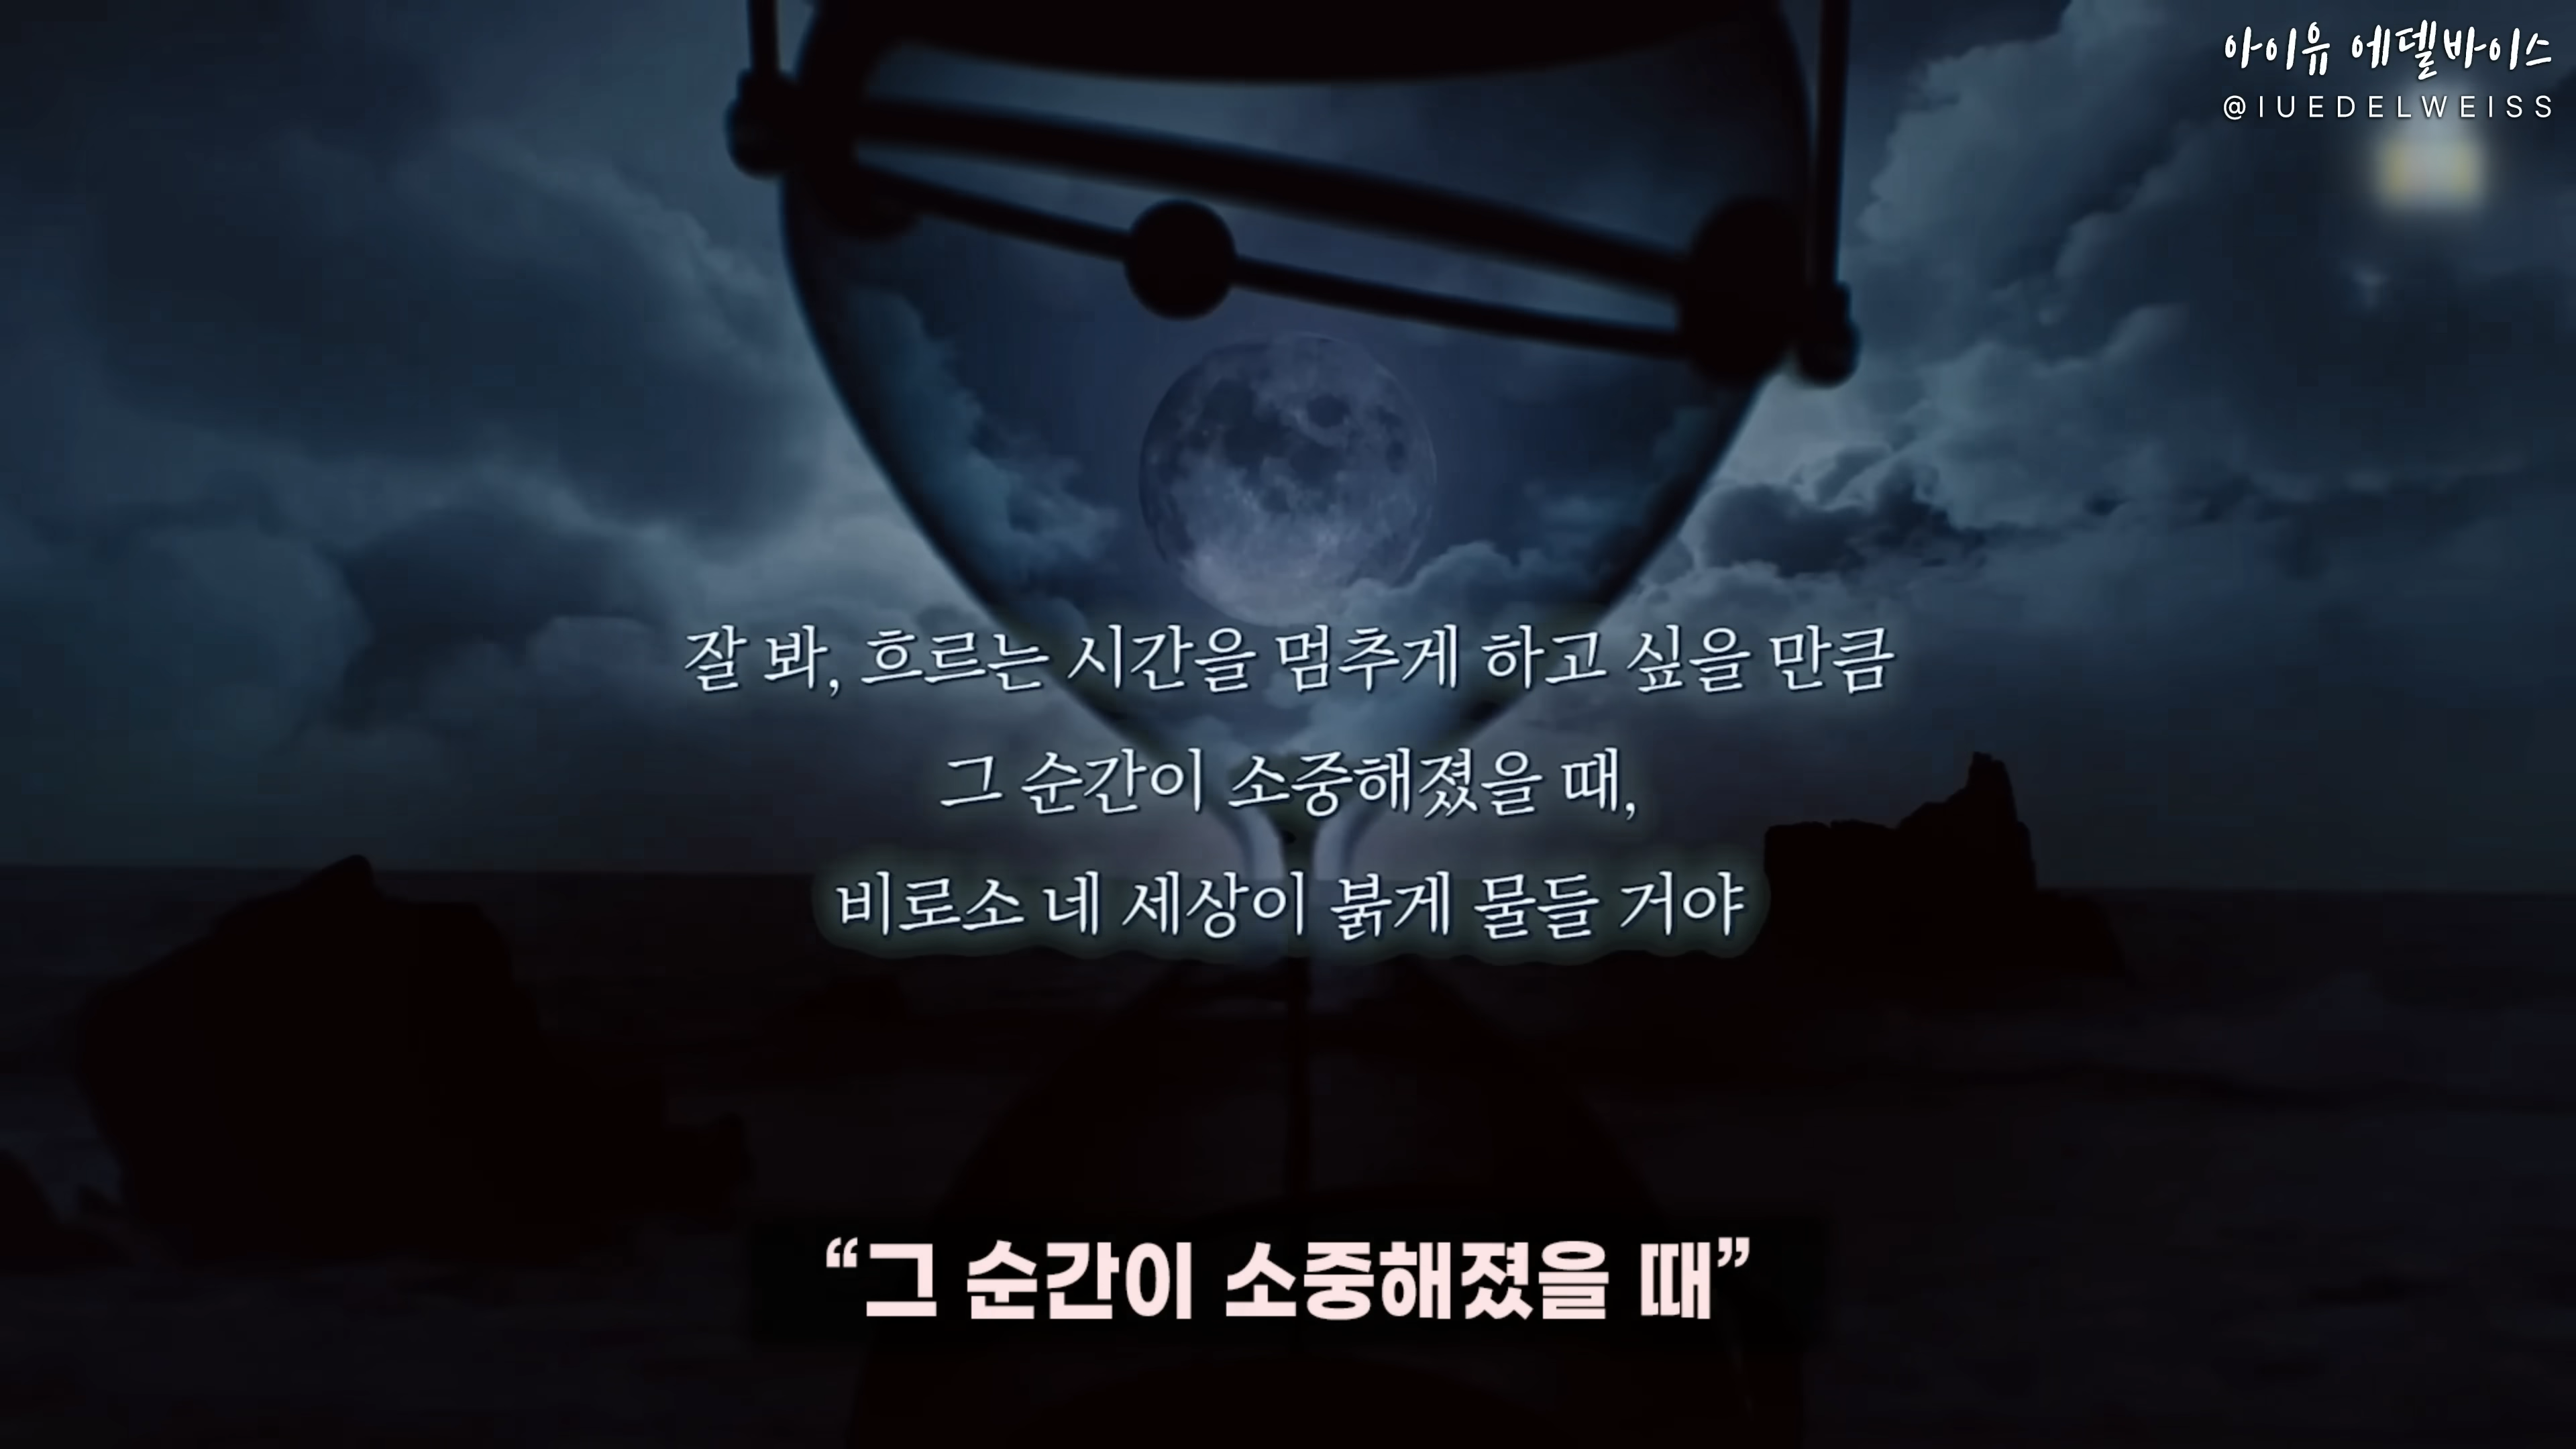 아이유 에델바이스
@IUEDELWEISS
잘 봐, 흐르는 시간을 멈추게 하고 싶을 만큼
그 순간이 소중해졌을 때,
비로소 네 세상이 붉게 물들 거야
“그 순간이 소중해졌을 때”